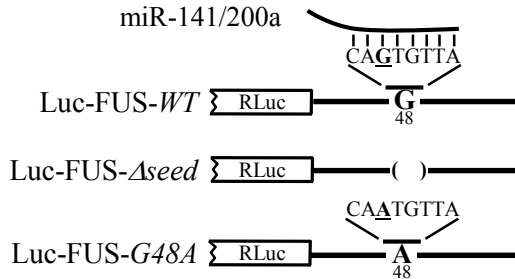 miR-141/200a
CAGTGTTA
Luc-FUS-WT RLuc G
48
Luc-FUS-Δseed RLuc ( )
CAATGTTA
Luc-FUS-G48A RLuc A
48